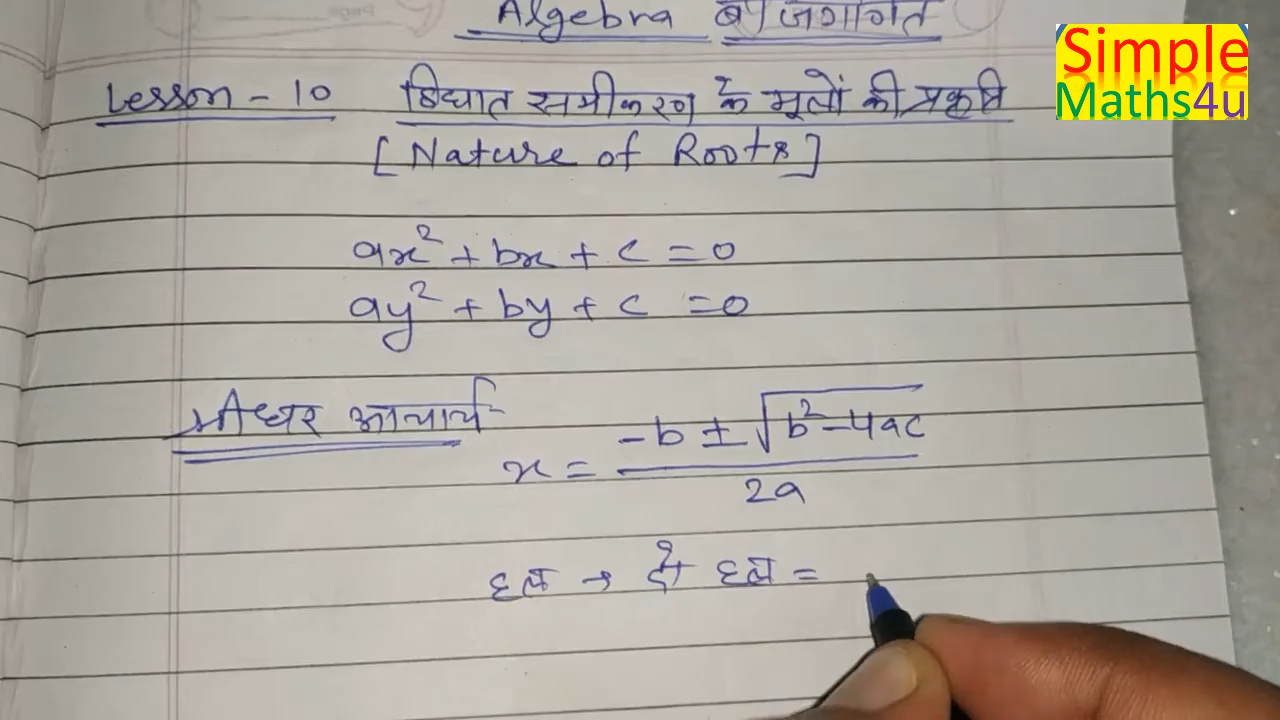 Algebra बीजगणित
Simple
Maths4u
Lesson - 10 द्विघात समीकरण के मूलों की प्रकृति
[Nature of Roots]
ax² + bx + c = 0
ay² + by + c = 0
श्रीधर आचार्य
x = -b ± √b² - 4ac / 2a
हल → दो हल =